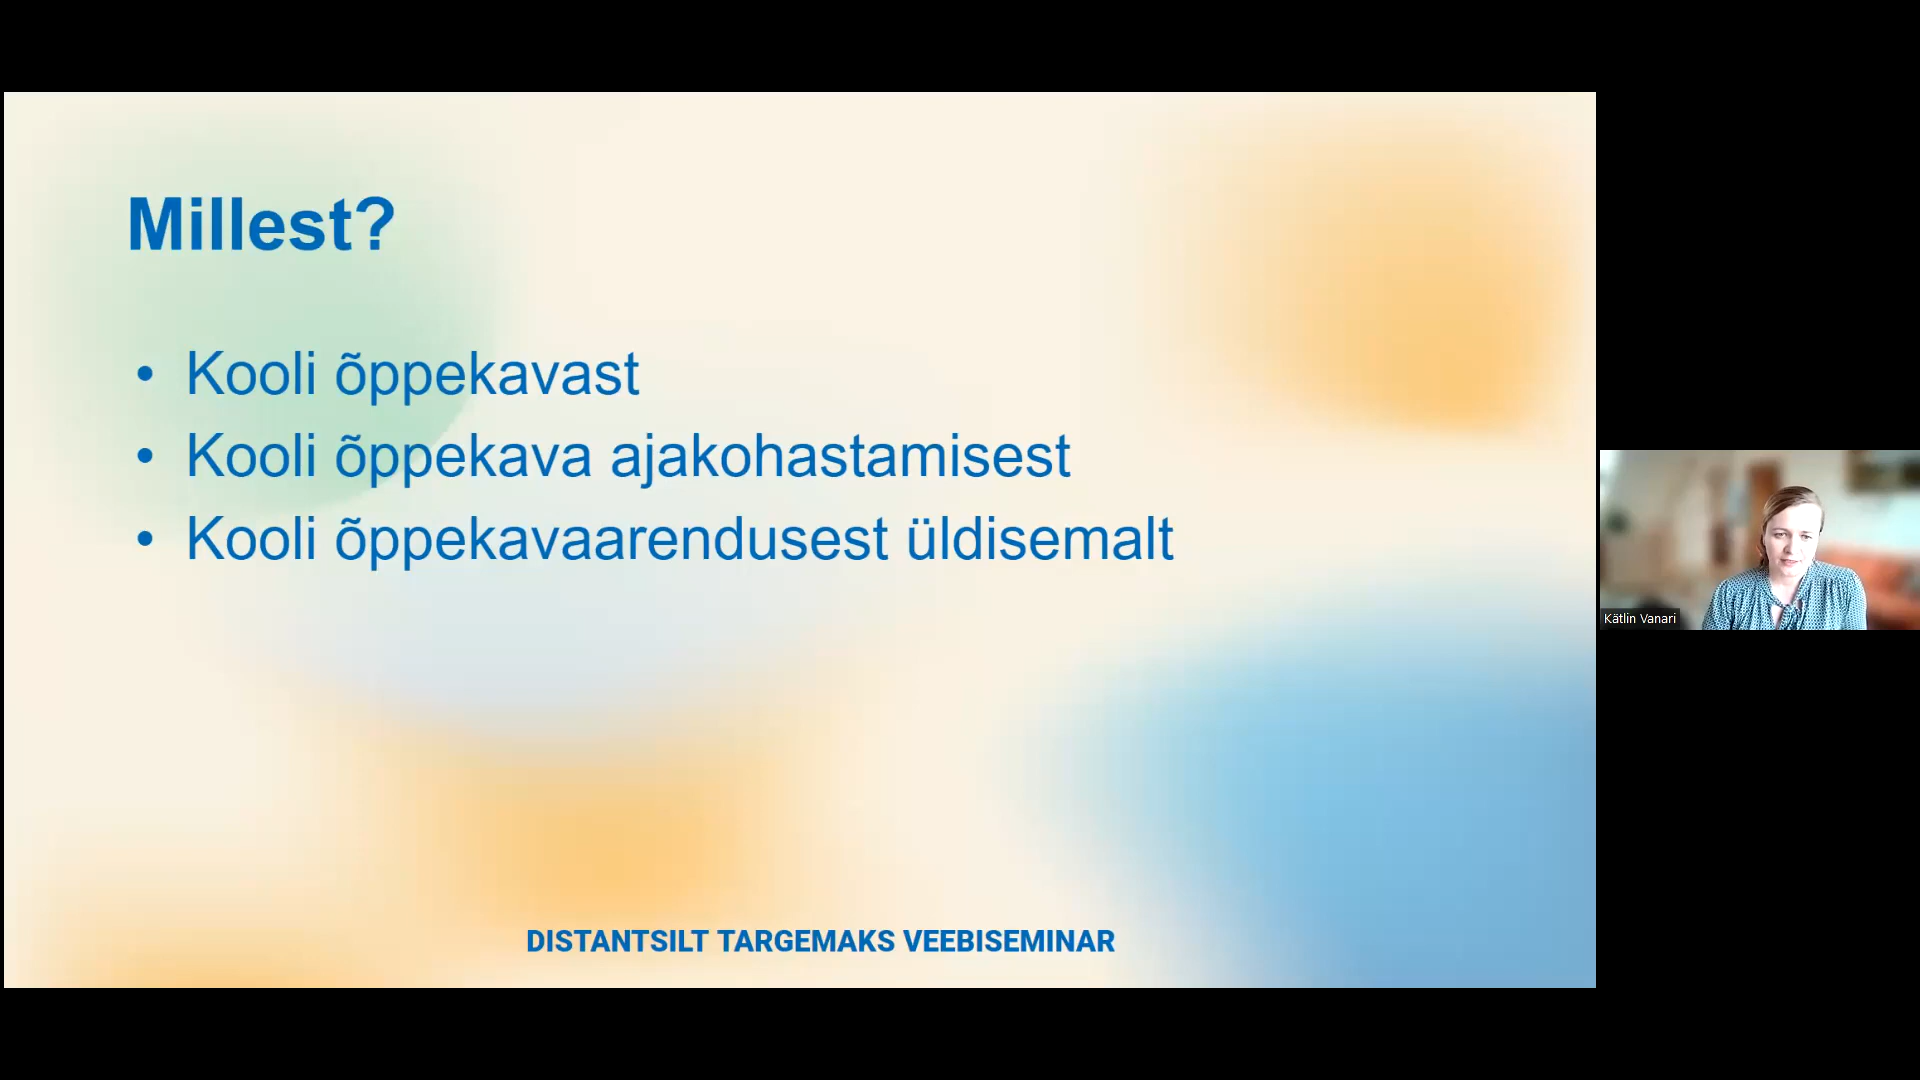 Millest?
• Kooli õppekavast
• Kooli õppekava ajakohastamisest
• Kooli õppekavaarendusest üldisemalt
DISTANTSILT TARGEMAKS VEEBISEMINAR
Kätlin Vanari